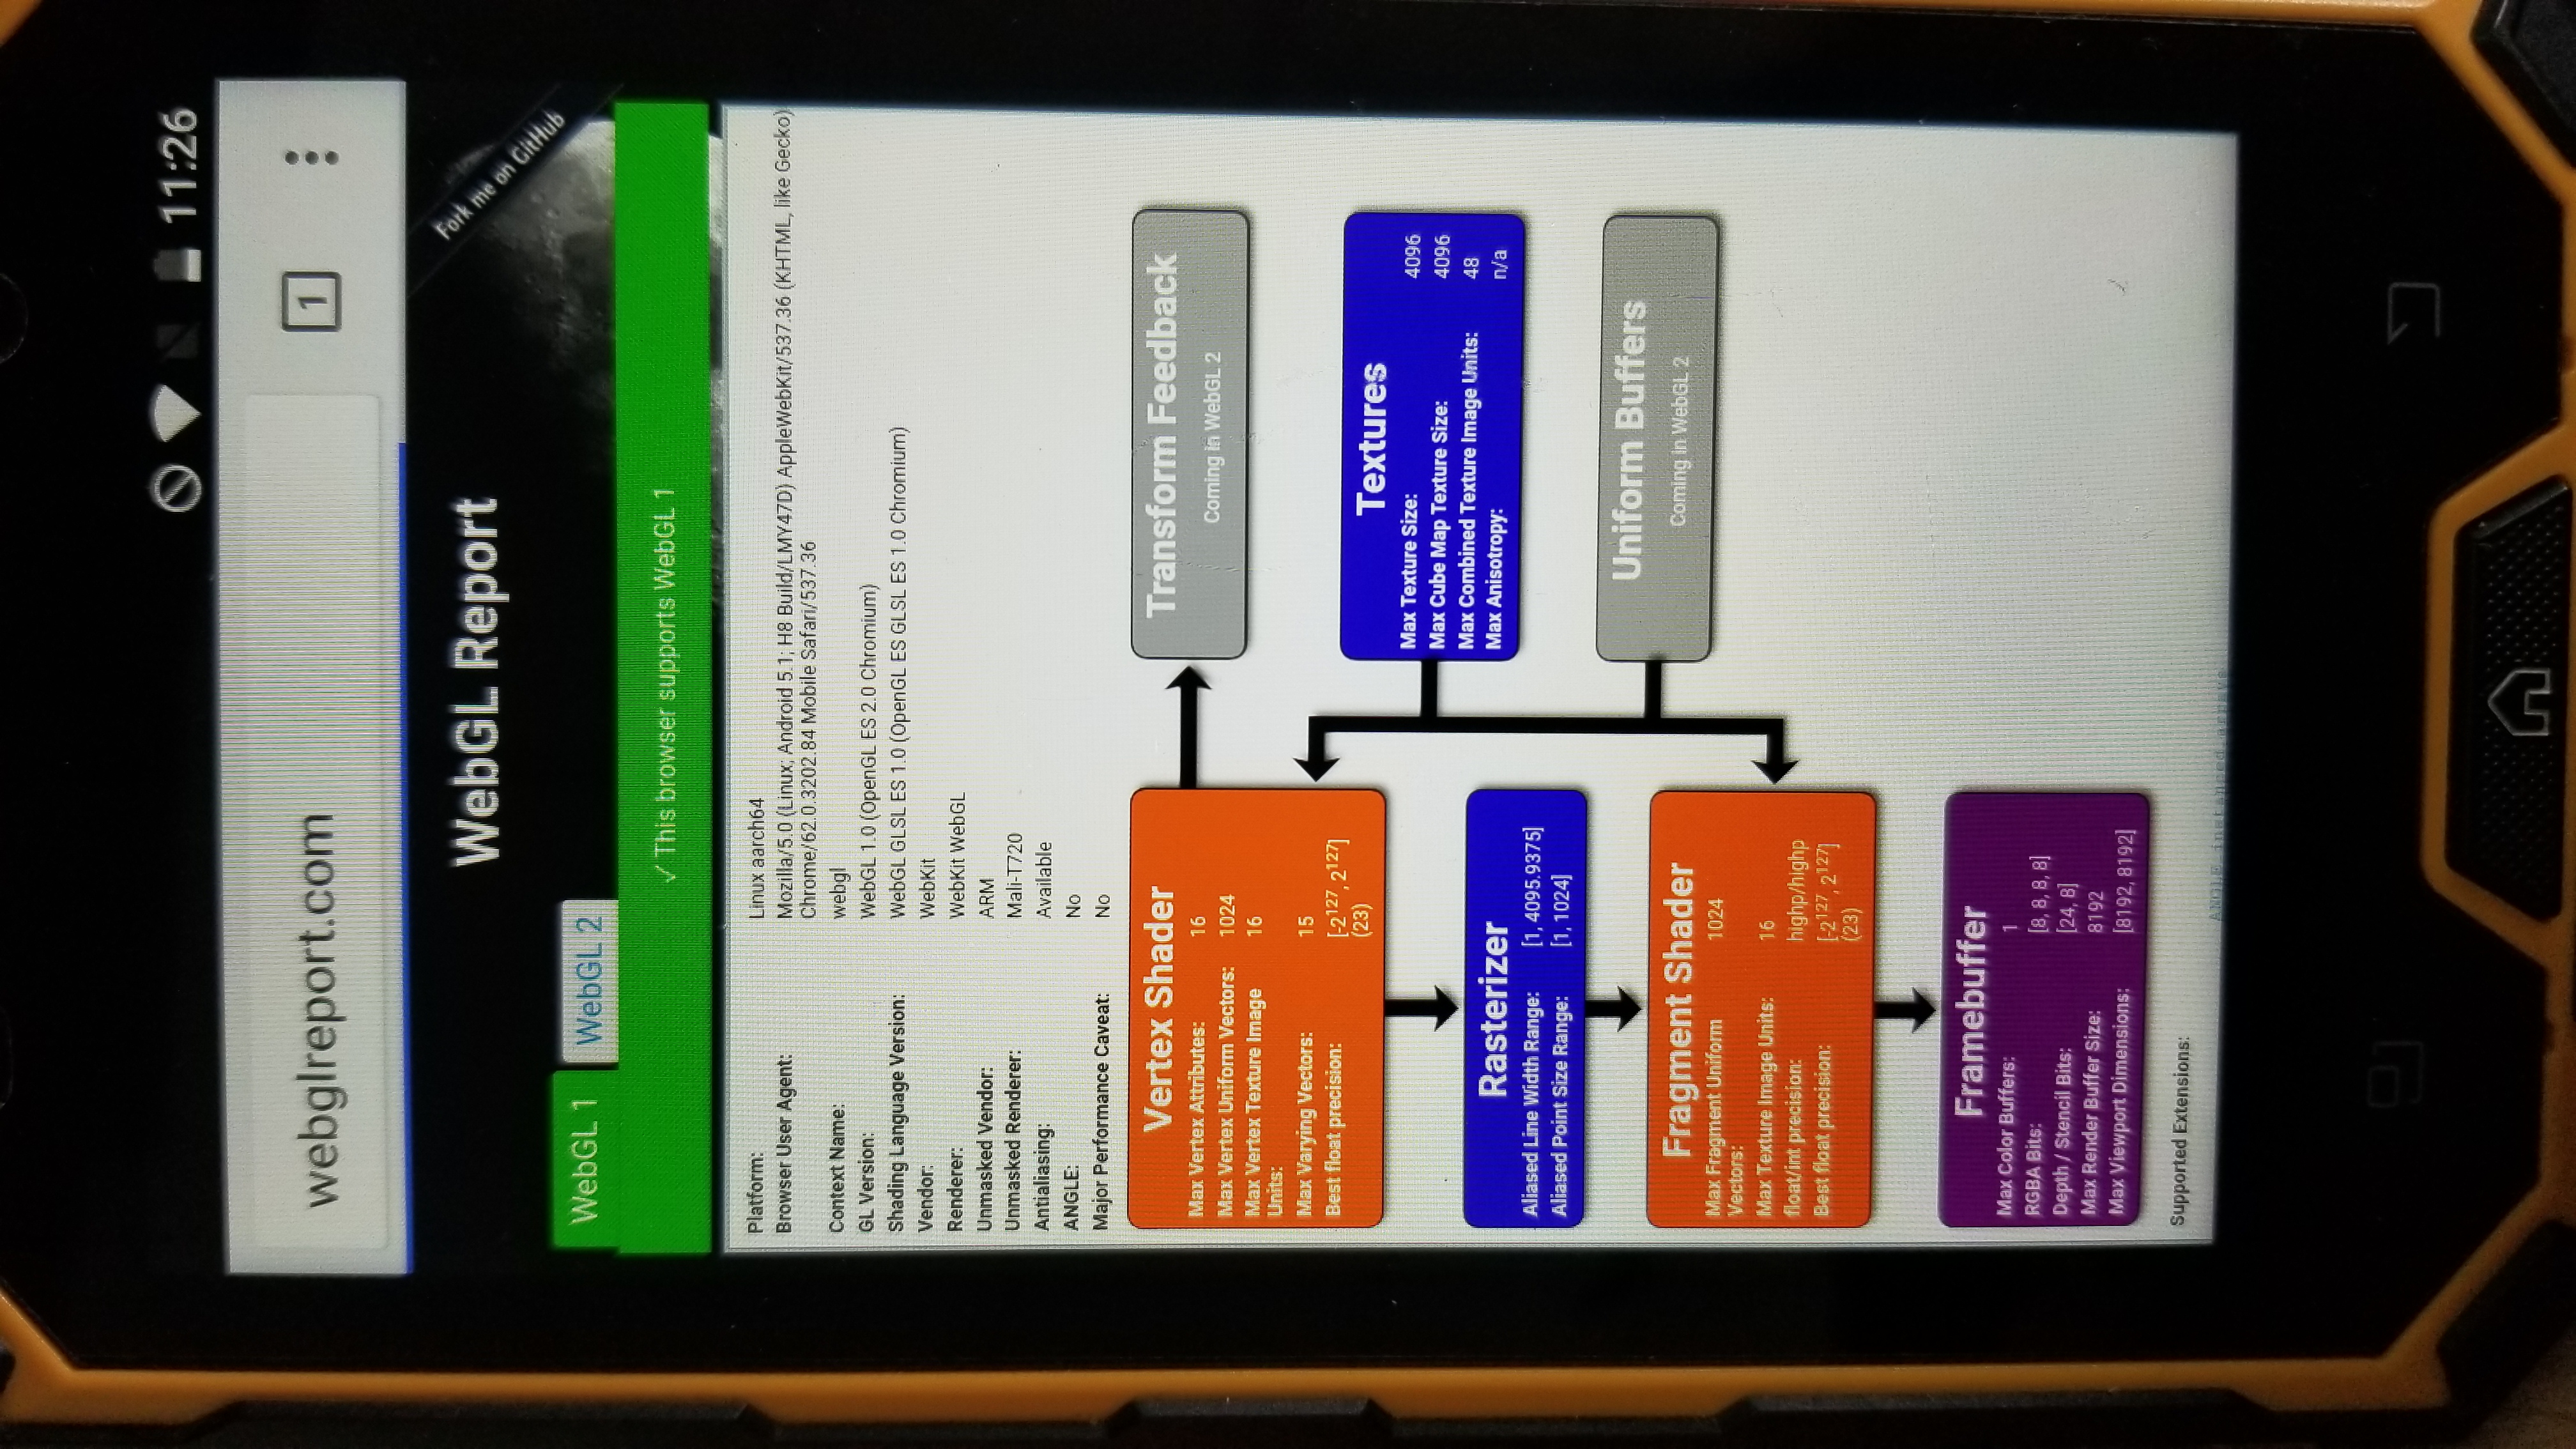 11:26
webglreport.com
1
WebGL Report
Fork me on GitHub
WebGL 1
WebGL 2
✓ This browser supports WebGL 1
Platform: Linux aarch64
Browser User Agent: Mozilla/5.0 (Linux; Android 5.1; H8 Build/LMY47D) AppleWebKit/537.36 (KHTML, like Gecko)
Chrome/62.0.3202.84 Mobile Safari/537.36
Context Name: webgl
GL Version: WebGL 1.0 (OpenGL ES 2.0 Chromium)
Shading Language Version: WebGL GLSL ES 1.0 (OpenGL ES GLSL ES 1.0 Chromium)
Vendor: WebKit
Renderer: WebKit WebGL
Unmasked Vendor: ARM
Unmasked Renderer: Mali-T720
Antialiasing: Available
ANGLE: No
Major Performance Caveat: No
Vertex Shader
Max Vertex Attributes: 16
Max Vertex Uniform Vectors: 1024
Max Vertex Texture Image 16
Units:
Max Varying Vectors: 15
Best float precision: [-2¹²⁷, 2¹²⁷]
(23)
Transform Feedback
Coming in WebGL 2
Textures
Max Texture Size: 4096
Max Cube Map Texture Size: 4096
Max Combined Texture Image Units: 48
Max Anisotropy: n/a
Rasterizer
Aliased Line Width Range: [1, 4095.9375]
Aliased Point Size Range: [1, 1024]
Uniform Buffers
Coming in WebGL 2
Fragment Shader
Max Fragment Uniform 1024
Vectors:
Max Texture Image Units: 16
float/int precision: highp/highp
Best float precision: [-2¹²⁷, 2¹²⁷]
(23)
Framebuffer
Max Color Buffers: 1
RGBA Bits: [8, 8, 8, 8]
Depth / Stencil Bits: [24, 8]
Max Render Buffer Size: 8192
Max Viewport Dimensions: [8192, 8192]
Supported Extensions:
ANGLE_instanced_arrays